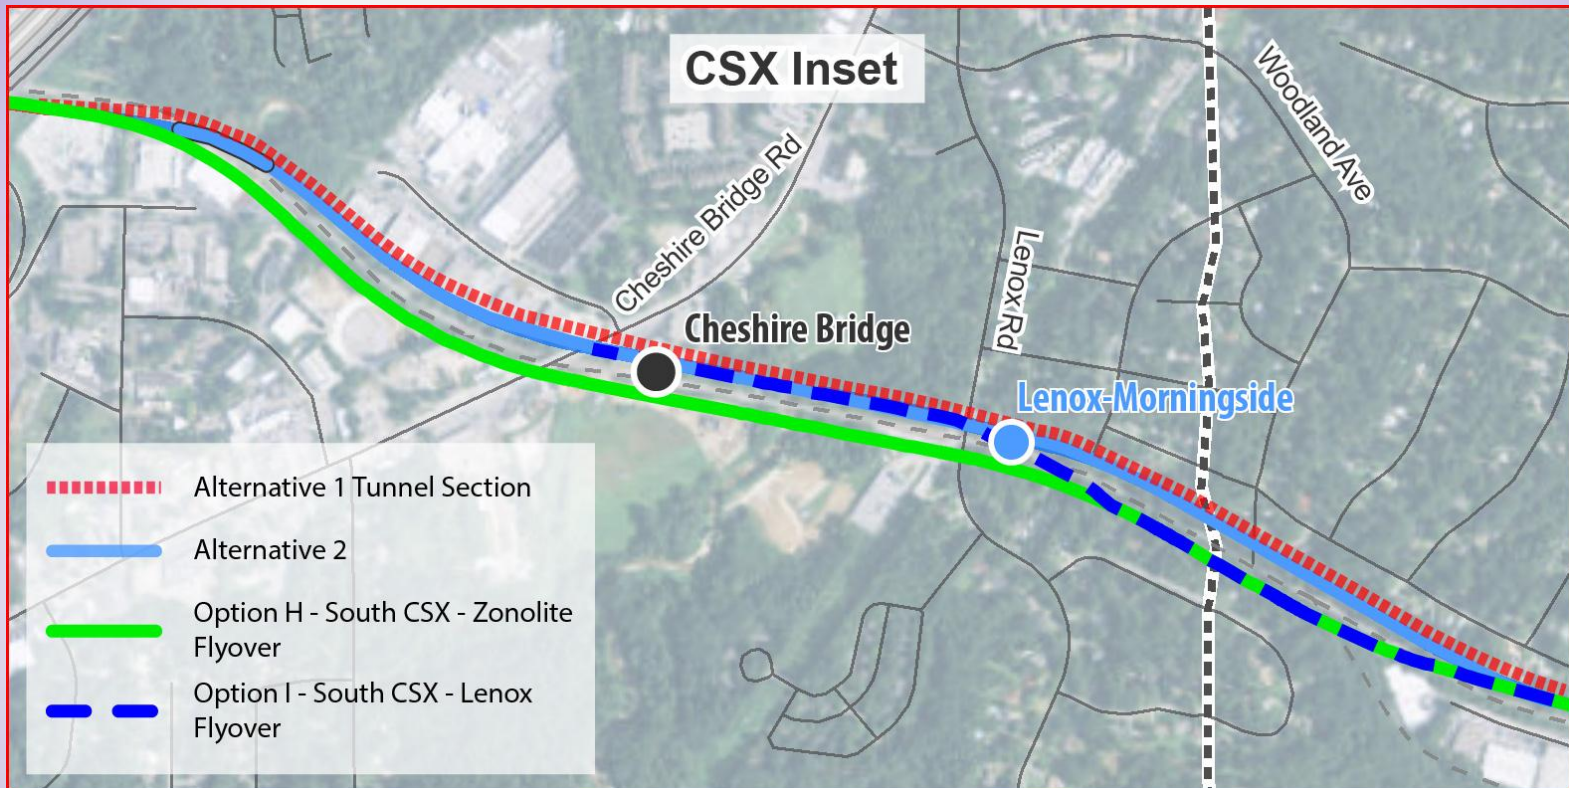 CSX Inset
Woodland Ave
Cheshire Bridge Rd
Lenox Rd
Cheshire Bridge
Lenox-Morningside
Alternative 1 Tunnel Section
Alternative 2
Option H - South CSX - Zonolite
Flyover
Option I - South CSX - Lenox
Flyover